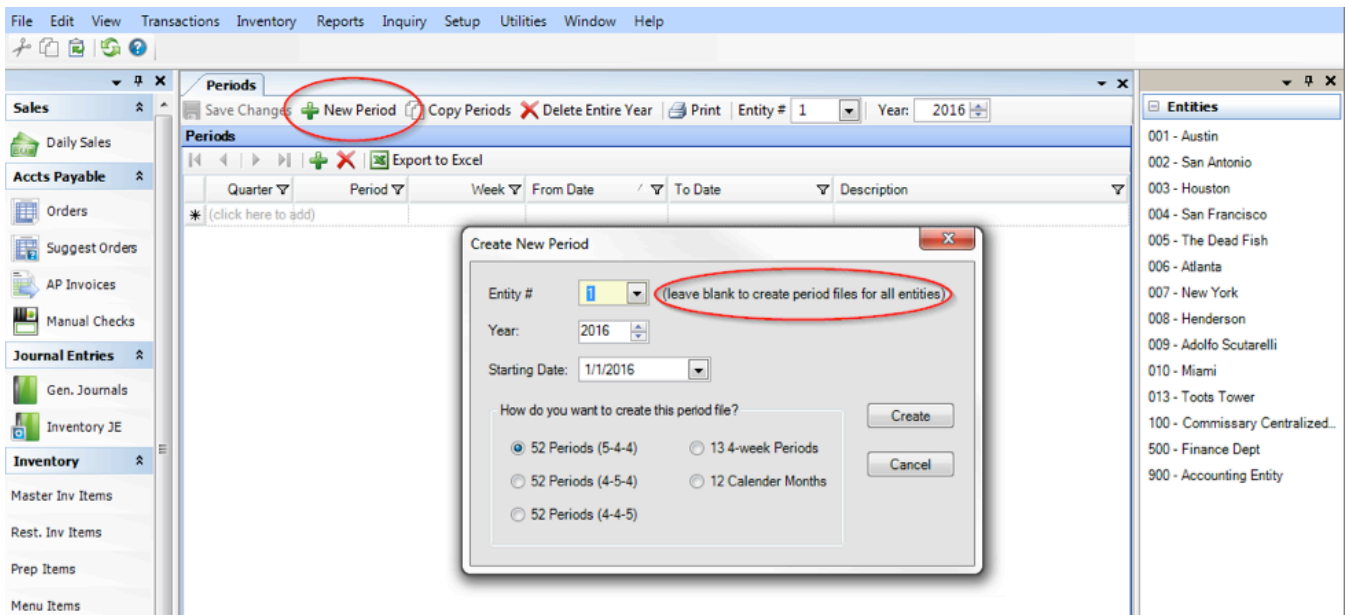 File Edit View Transactions Inventory Reports Inquiry Setup Utilities Window Help
Sales
Daily Sales
Accts Payable
Orders
Suggest Orders
AP Invoices
Manual Checks
Journal Entries
Gen. Journals
Inventory JE
Inventory
Master Inv Items
Rest. Inv Items
Prep Items
Menu Items
Periods
Save Changes New Period Copy Periods Delete Entire Year Print Entity # 1 Year: 2016
Periods
Export to Excel
Quarter Period Week From Date To Date Description
(click here to add)
Create New Period
Entity # 1 (leave blank to create period files for all entities)
Year: 2016
Starting Date: 1/1/2016
How do you want to create this period file?
52 Periods (5-4-4) 13 4-week Periods
52 Periods (4-5-4) 12 Calender Months
52 Periods (4-4-5)
Create
Cancel
Entities
001 - Austin
002 - San Antonio
003 - Houston
004 - San Francisco
005 - The Dead Fish
006 - Atlanta
007 - New York
008 - Henderson
009 - Adolfo Scutarelli
010 - Miami
013 - Toots Tower
100 - Commissary Centralized...
500 - Finance Dept
900 - Accounting Entity